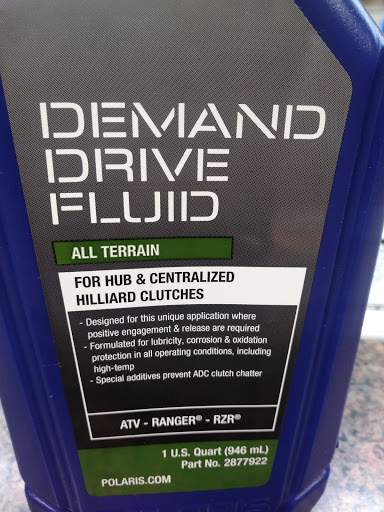 DEMAND
DRIVE
FLUID
ALL TERRAIN
FOR HUB & CENTRALIZED
HILLIARD CLUTCHES
- Designed for this unique application where
positive engagement & release are required
- Formulated for lubricity, corrosion & oxidation
protection in all operating conditions, including
high-temp
- Special additives prevent ADC clutch chatter
ATV - RANGER® - RZR®
1 U.S. Quart (946 mL)
Part No. 2877922
POLARIS.COM